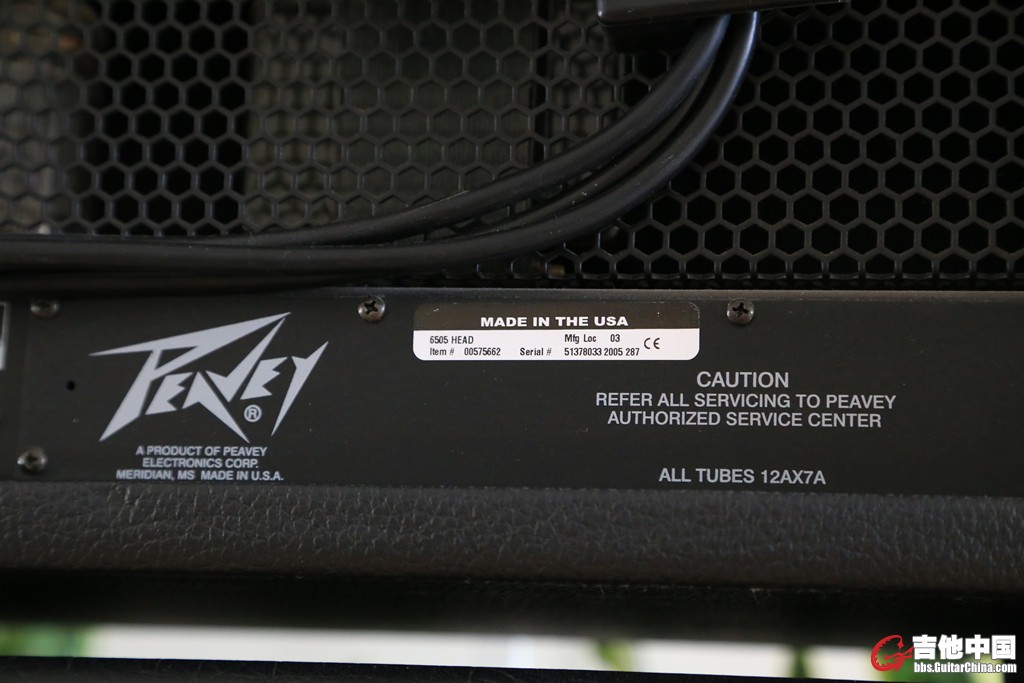 MADE IN THE USA
6505 HEAD Mfg Loc 03
Item # 00575662 Serial # 51378033 2005 287 CE
PEAVEY ®
A PRODUCT OF PEAVEY
ELECTRONICS CORP.
MERIDIAN, MS MADE IN U.S.A.
CAUTION
REFER ALL SERVICING TO PEAVEY
AUTHORIZED SERVICE CENTER
ALL TUBES 12AX7A
吉他中国
bbs.GuitarChina.com